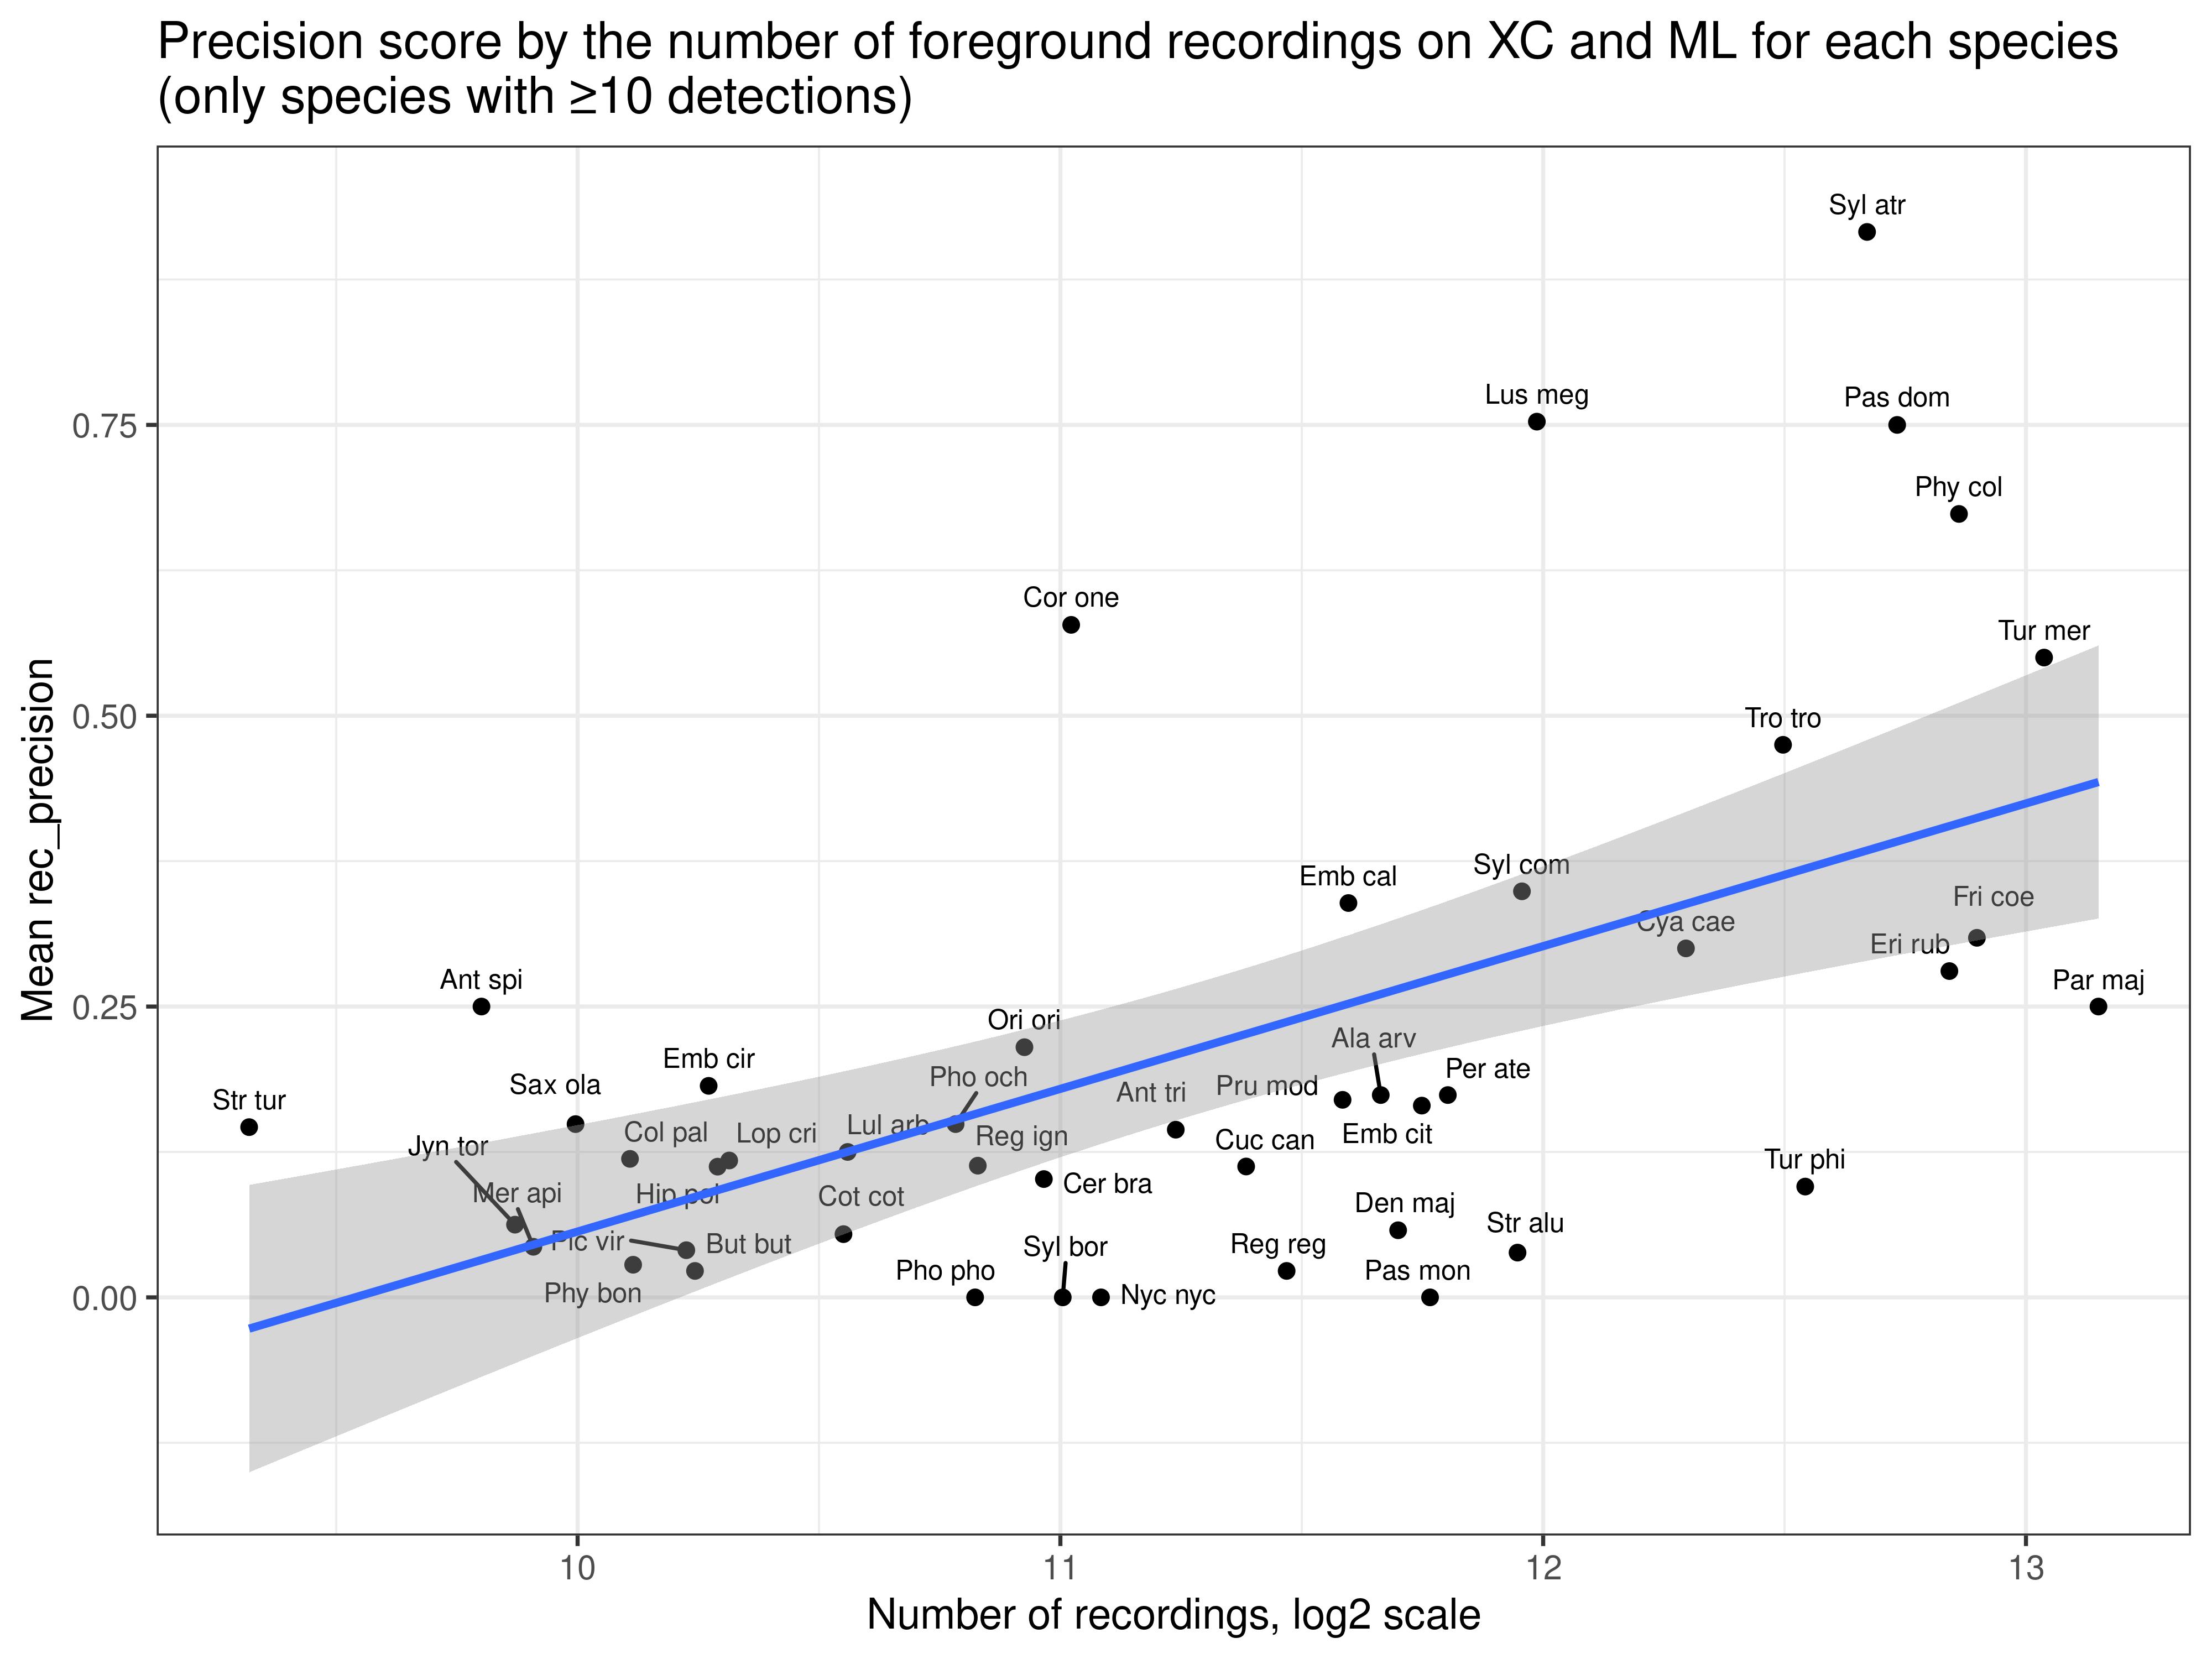 Precision score by the number of foreground recordings on XC and ML for each species
(only species with ≥10 detections)
Syl atr
Lus meg
Pas dom
Phy col
Cor one
Tur mer
Tro tro
Emb cal
Syl com
Fri coe
Cya cae
Eri rub
Ant spi
Par maj
Ori ori
Ala arv
Emb cir
Per ate
Pho och
Sax ola
Pru mod
Ant tri
Str tur
Col pal
Lop cri
Lul arb
Reg ign
Emb cit
Cuc can
Jyn tor
Tur phi
Cer bra
Mer api
Hip pol
Cot cot
Den maj
Str alu
Pic vir
But but
Syl bor
Reg reg
Pho pho
Pas mon
Phy bon
Nyc nyc
0.75
0.50
0.25
0.00
Mean rec_precision
10
11
12
13
Number of recordings, log2 scale